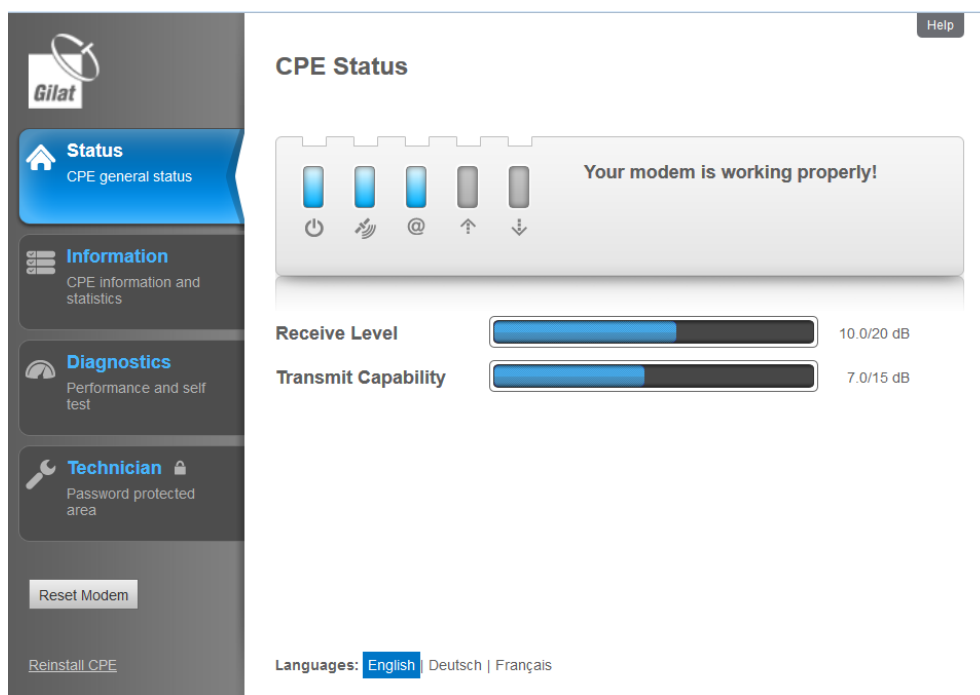 Help
Gilat
CPE Status
Status
CPE general status
Your modem is working properly!
@
Information
CPE information and
statistics
Receive Level
10.0/20 dB
Transmit Capability
7.0/15 dB
Diagnostics
Performance and self
test
Technician
Password protected
area
Reset Modem
Reinstall CPE
Languages: English | Deutsch | Français